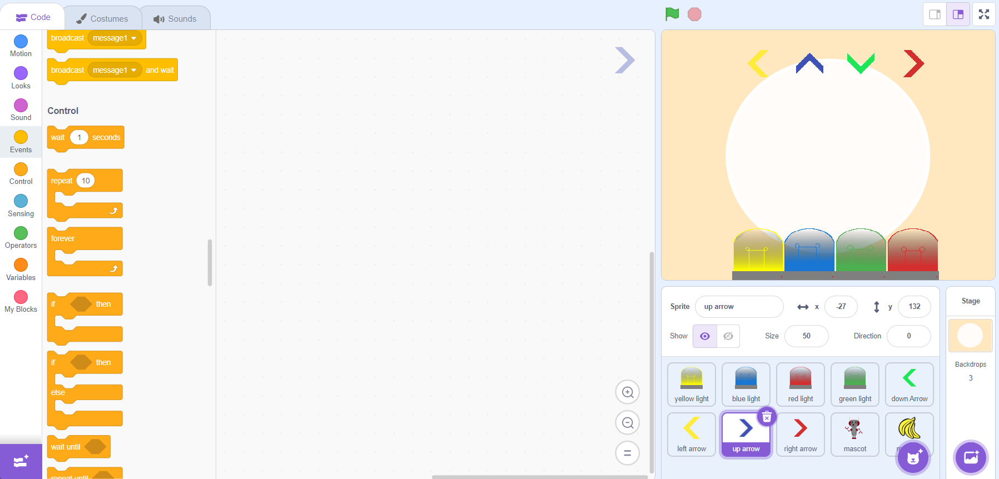 Code
Costumes
Sounds
Motion
Looks
Sound
Events
Control
Sensing
Operators
Variables
My Blocks
broadcast message1
broadcast message1 and wait
Control
wait 1 seconds
repeat 10
forever
if then
if then
else
wait until
repeat until
Sprite up arrow x -27 y 132
Show Size 50 Direction 0
yellow light
blue light
red light
green light
down Arrow
left arrow
up arrow
right arrow
mascot
Stage
Backdrops
3